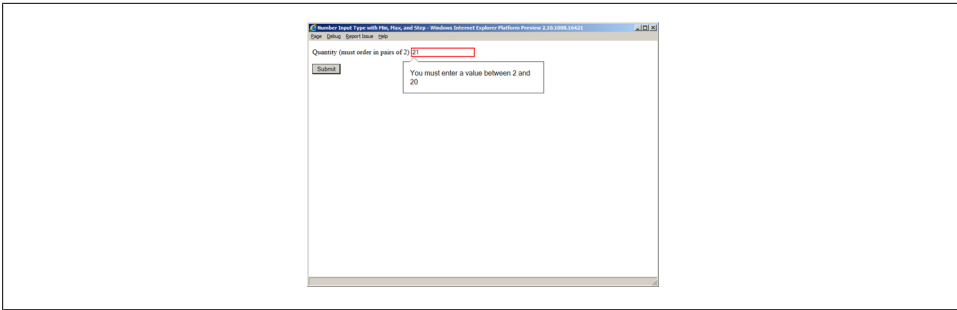 Number Input Type with Min, Max, and Step - Windows Internet Explorer Platform Preview 2.10.1008.16421
Page Debug Report Issue Help
Quantity (must order in pairs of 2) 21
Submit
You must enter a value between 2 and
20